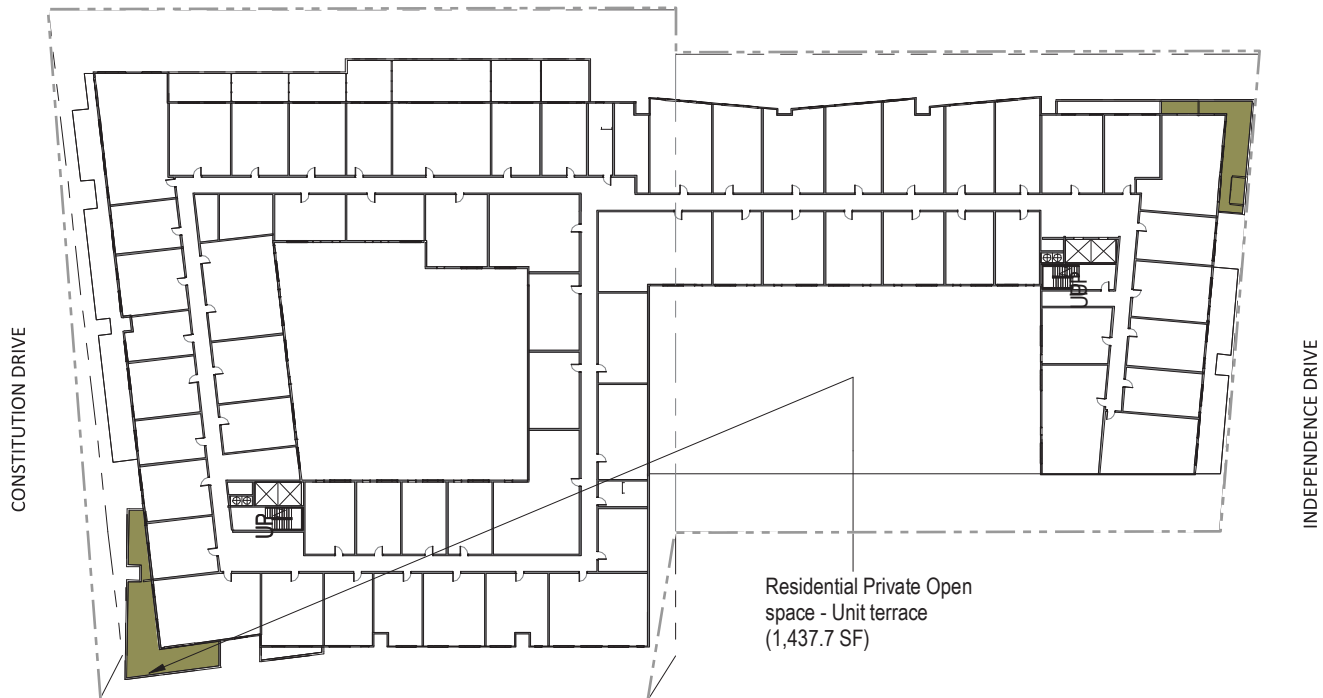 CONSTITUTION DRIVE
UP
UP
INDEPENDENCE DRIVE
Residential Private Open
space - Unit terrace
(1,437.7 SF)